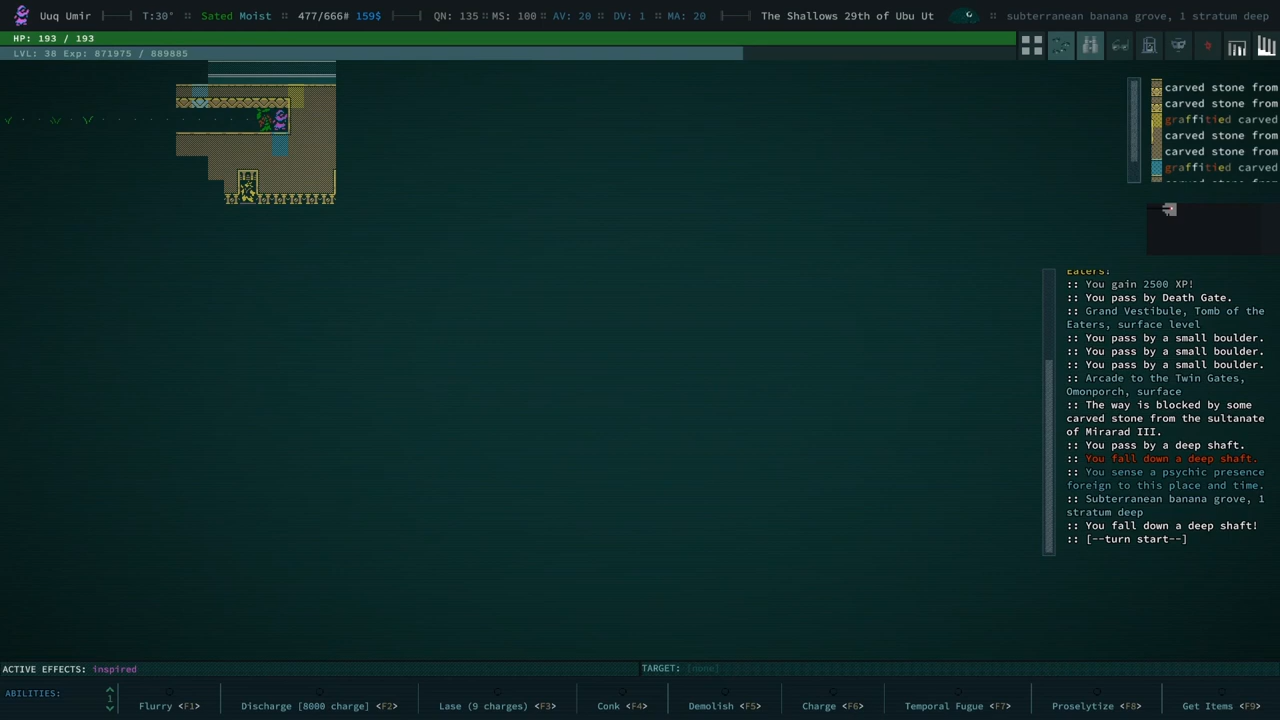 Uuq Umir T:30° Sated Moist :: 477/666# 159$ QN: 135 :: MS: 100 :: AV: 20 :: DV: 1 :: MA: 20 The Shallows 29th of Ubu Ut :: subterranean banana grove, 1 stratum deep
HP: 193 / 193
LVL: 38 Exp: 871975 / 889885
carved stone from
carved stone from
graffitied carved
carved stone from
carved stone from
graffitied carved
Eaters.
:: You gain 2500 XP!
:: You pass by Death Gate.
:: Grand Vestibule, Tomb of the
Eaters, surface level
:: You pass by a small boulder.
:: You pass by a small boulder.
:: You pass by a small boulder.
:: Arcade to the Twin Gates,
Omonporch, surface
:: The way is blocked by some
carved stone from the sultanate
of Mirarad III.
:: You pass by a deep shaft.
:: You fall down a deep shaft.
:: You sense a psychic presence
foreign to this place and time.
:: Subterranean banana grove, 1
stratum deep
:: You fall down a deep shaft!
:: [--turn start--]
ACTIVE EFFECTS: inspired TARGET: [none]
ABILITIES: 1 Flurry <F1> Discharge [8000 charge] <F2> Lase (9 charges) <F3> Conk <F4> Demolish <F5> Charge <F6> Temporal Fugue <F7> Proselytize <F8> Get Items <F9>